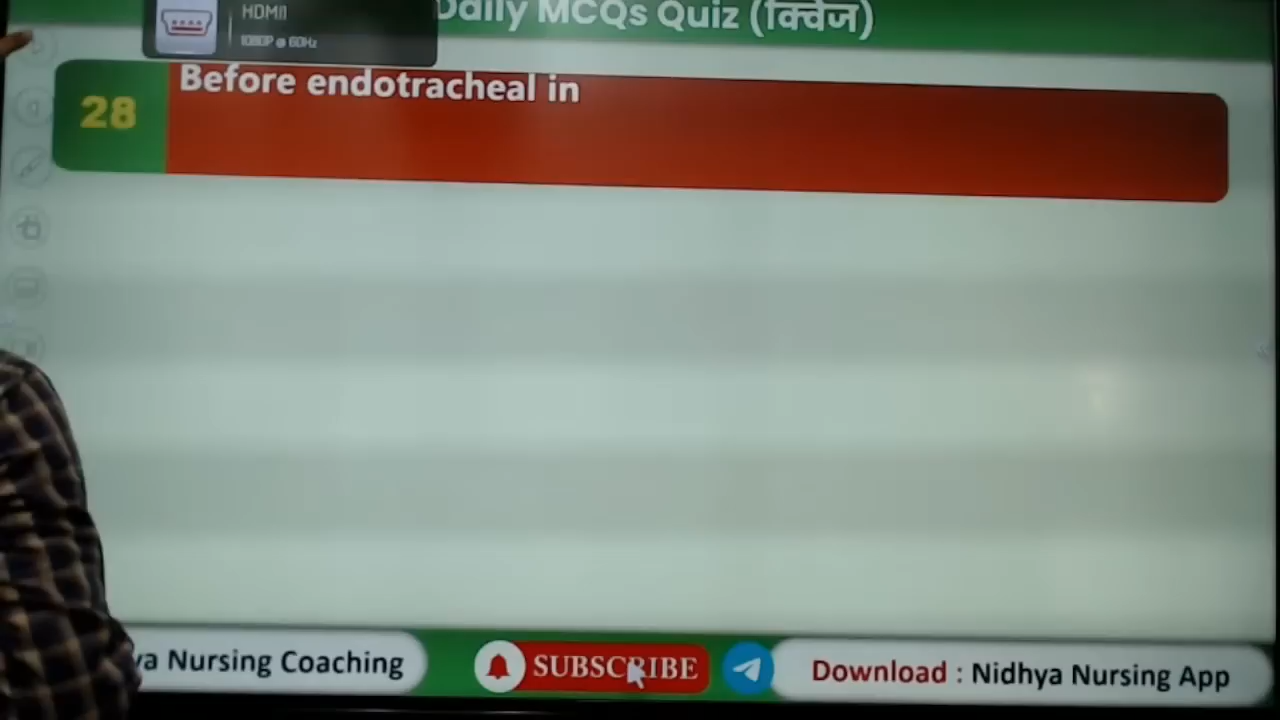 HDMI1
1080P @ 60Hz
Daily MCQs Quiz (क्विज)
28
Before endotracheal in
ya Nursing Coaching
SUBSCRIBE
Download : Nidhya Nursing App